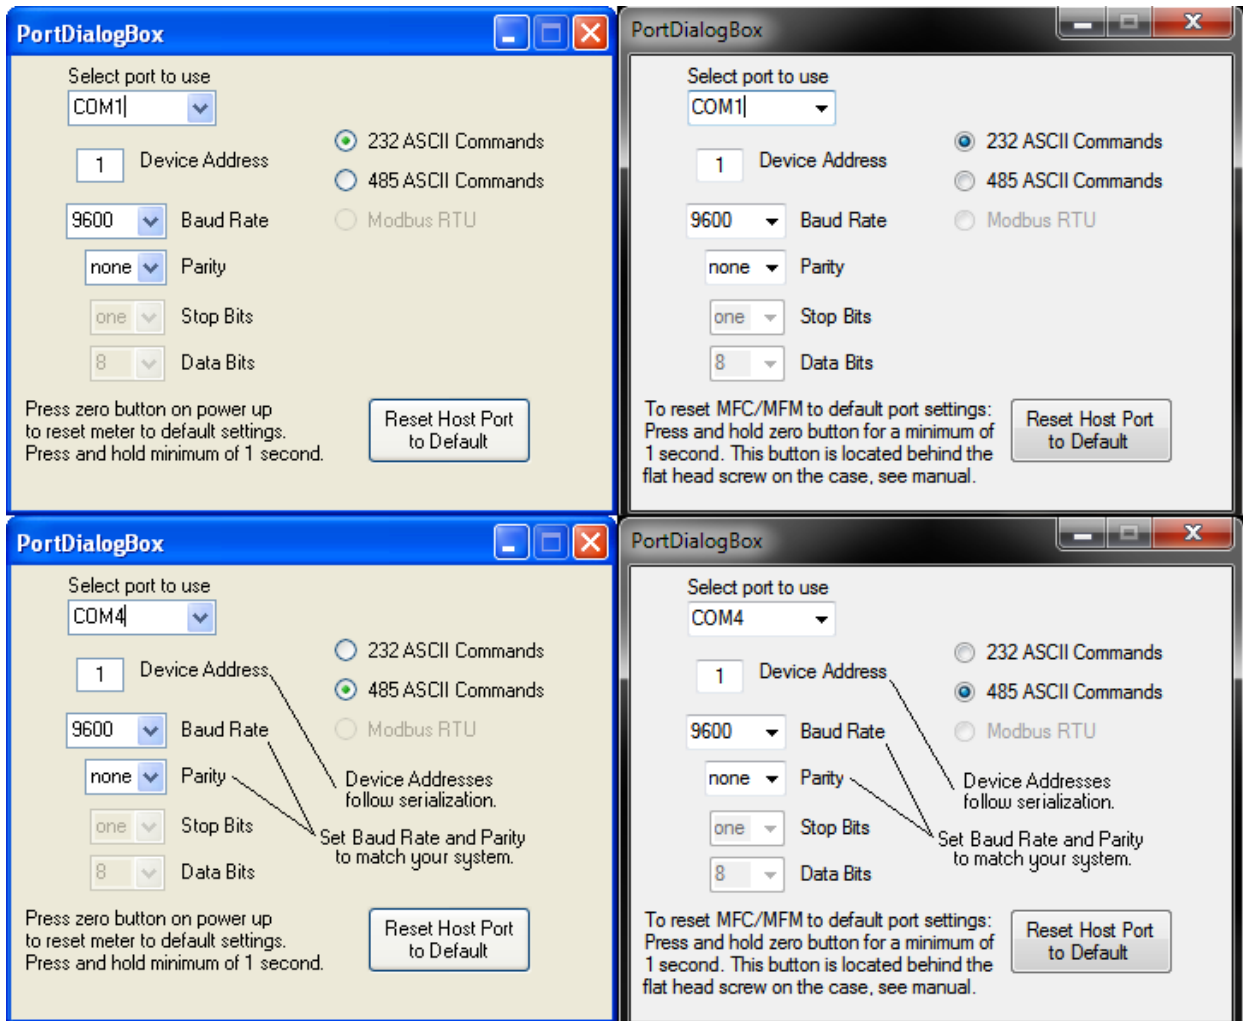 PortDialogBox
Select port to use
COM1
1 Device Address
232 ASCII Commands
485 ASCII Commands
9600 Baud Rate
Modbus RTU
none Parity
one Stop Bits
8 Data Bits
Press zero button on power up
to reset meter to default settings.
Press and hold minimum of 1 second.
Reset Host Port
to Default
PortDialogBox
Select port to use
COM1
1 Device Address
232 ASCII Commands
485 ASCII Commands
9600 Baud Rate
Modbus RTU
none Parity
one Stop Bits
8 Data Bits
To reset MFC/MFM to default port settings:
Press and hold zero button for a minimum of
1 second. This button is located behind the
flat head screw on the case, see manual.
Reset Host Port
to Default
PortDialogBox
Select port to use
COM4
1 Device Address
232 ASCII Commands
485 ASCII Commands
9600 Baud Rate
Modbus RTU
none Parity
Device Addresses
follow serialization.
one Stop Bits
Set Baud Rate and Parity
to match your system.
8 Data Bits
Press zero button on power up
to reset meter to default settings.
Press and hold minimum of 1 second.
Reset Host Port
to Default
PortDialogBox
Select port to use
COM4
1 Device Address
232 ASCII Commands
485 ASCII Commands
9600 Baud Rate
Modbus RTU
none Parity
Device Addresses
follow serialization.
one Stop Bits
Set Baud Rate and Parity
to match your system.
8 Data Bits
To reset MFC/MFM to default port settings:
Press and hold zero button for a minimum of
1 second. This button is located behind the
flat head screw on the case, see manual.
Reset Host Port
to Default